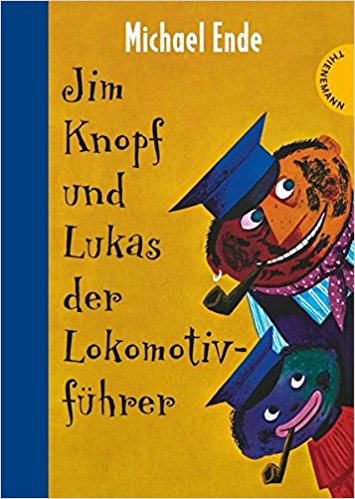 Michael Ende
THIENEMANN
Jim
Knopf
und
Lukas
der
Lokomotiv-
führer